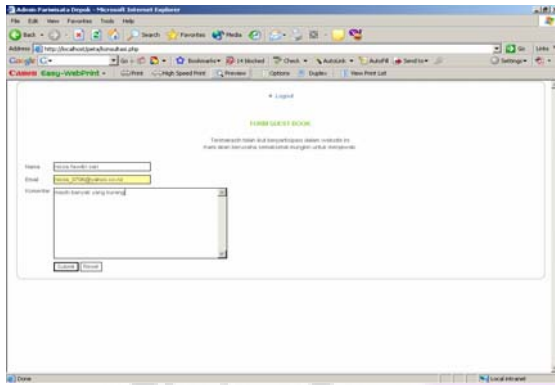 Admin Pariwisata Depok - Microsoft Internet Explorer
File Edit View Favorites Tools Help
Back Search Favorites Media
Address http://localhost/peta/konsultasi.php Go Links
Google Go Bookmarks 14 blocked Check AutoLink AutoFill Send to Settings
Canon Easy-WebPrint Print High Speed Print Preview Options Duplex View Print List
Logout
FORM GUEST BOOK
Terimakasih telah ikut berpartisipasi dalam website ini
Kami akan berusaha semaksimal mungkin untuk menjawab
Nama
Email
Komentar masih banyak yang kurang
Submit Reset
Done Local intranet